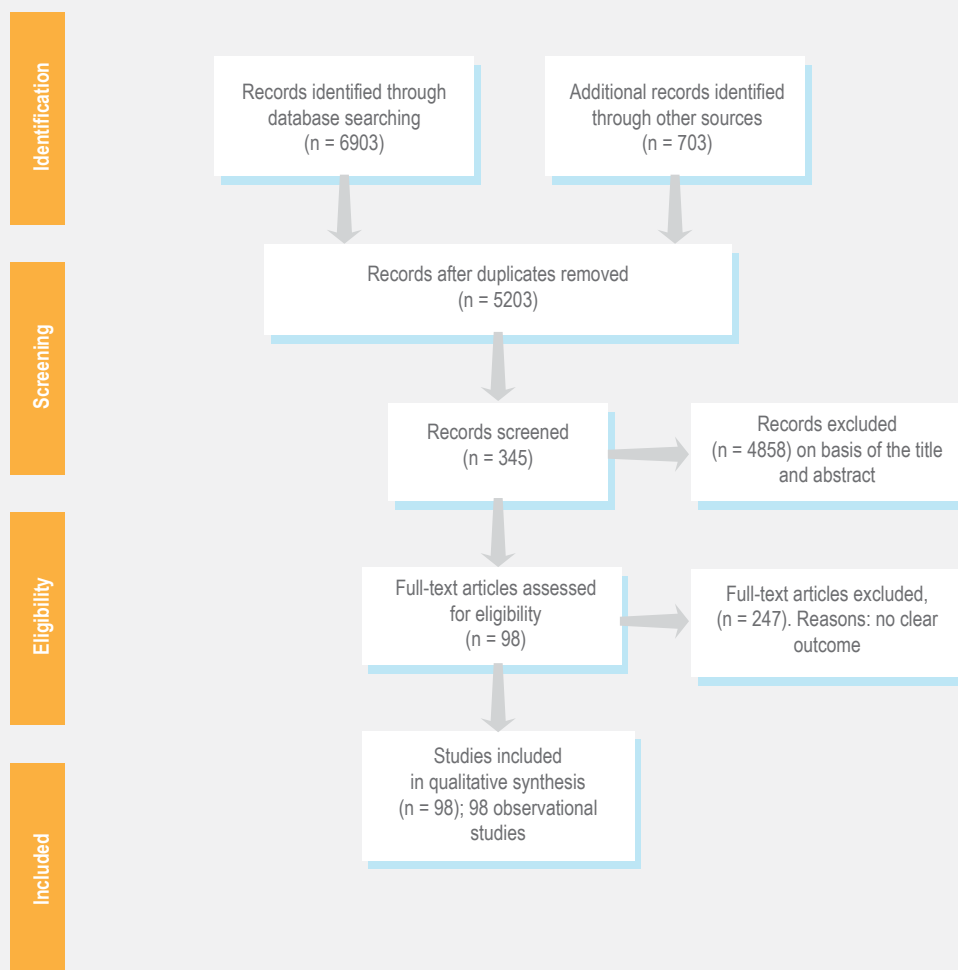 Identification
Records identified through
database searching
(n = 6903)
Additional records identified
through other sources
(n = 703)
Screening
Records after duplicates removed
(n = 5203)
Records screened
(n = 345)
Records excluded
(n = 4858) on basis of the title
and abstract
Eligibility
Full-text articles assessed
for eligibility
(n = 98)
Full-text articles excluded,
(n = 247). Reasons: no clear
outcome
Included
Studies included
in qualitative synthesis
(n = 98); 98 observational
studies